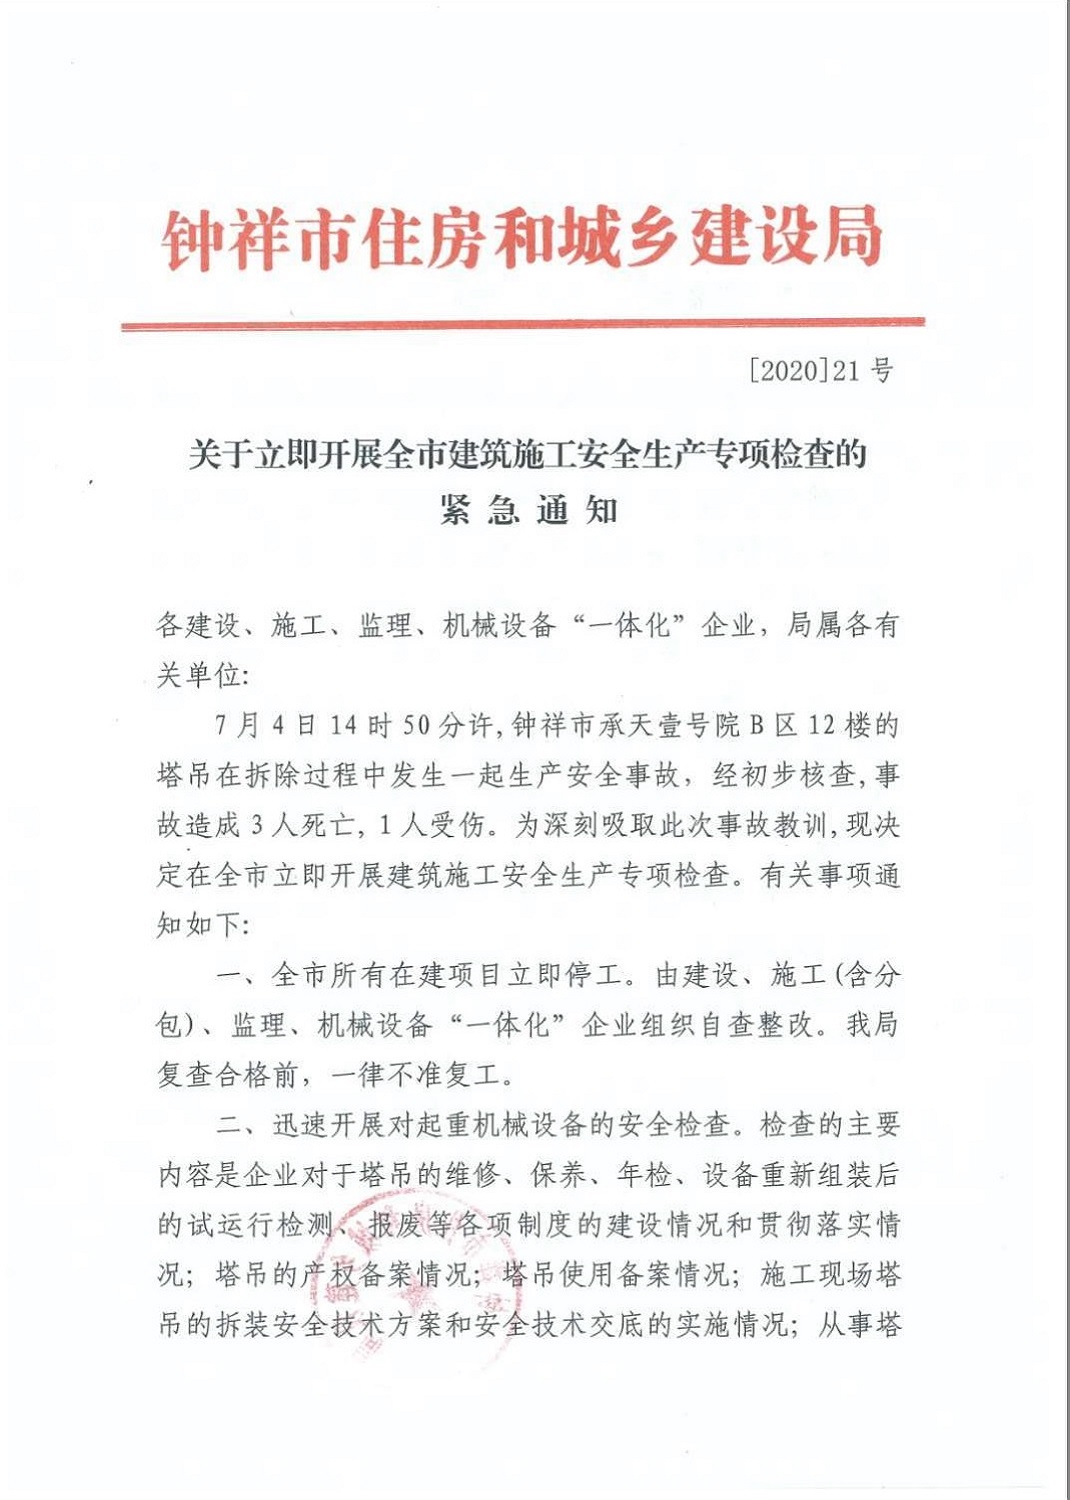 钟祥市住房和城乡建设局
[2020]21 号
关于立即开展全市建筑施工安全生产专项检查的
紧急通知
各建设、施工、监理、机械设备“一体化”企业，局属各有
关单位:
7 月 4 日 14 时 50 分许,钟祥市承天壹号院 B 区 12 楼的
塔吊在拆除过程中发生一起生产安全事故，经初步核查,事
故造成 3 人死亡, 1 人受伤。为深刻吸取此次事故教训,现决
定在全市立即开展建筑施工安全生产专项检查。有关事项通
知如下:
一、全市所有在建项目立即停工。由建设、施工(含分
包)、监理、机械设备“一体化”企业组织自查整改。我局
复查合格前，一律不准复工。
二、迅速开展对起重机械设备的安全检查。检查的主要
内容是企业对于塔吊的维修、保养、年检、设备重新组装后
的试运行检测、报废等各项制度的建设情况和贯彻落实情
况；塔吊的产权备案情况；塔吊使用备案情况；施工现场塔
吊的拆装安全技术方案和安全技术交底的实施情况；从事塔